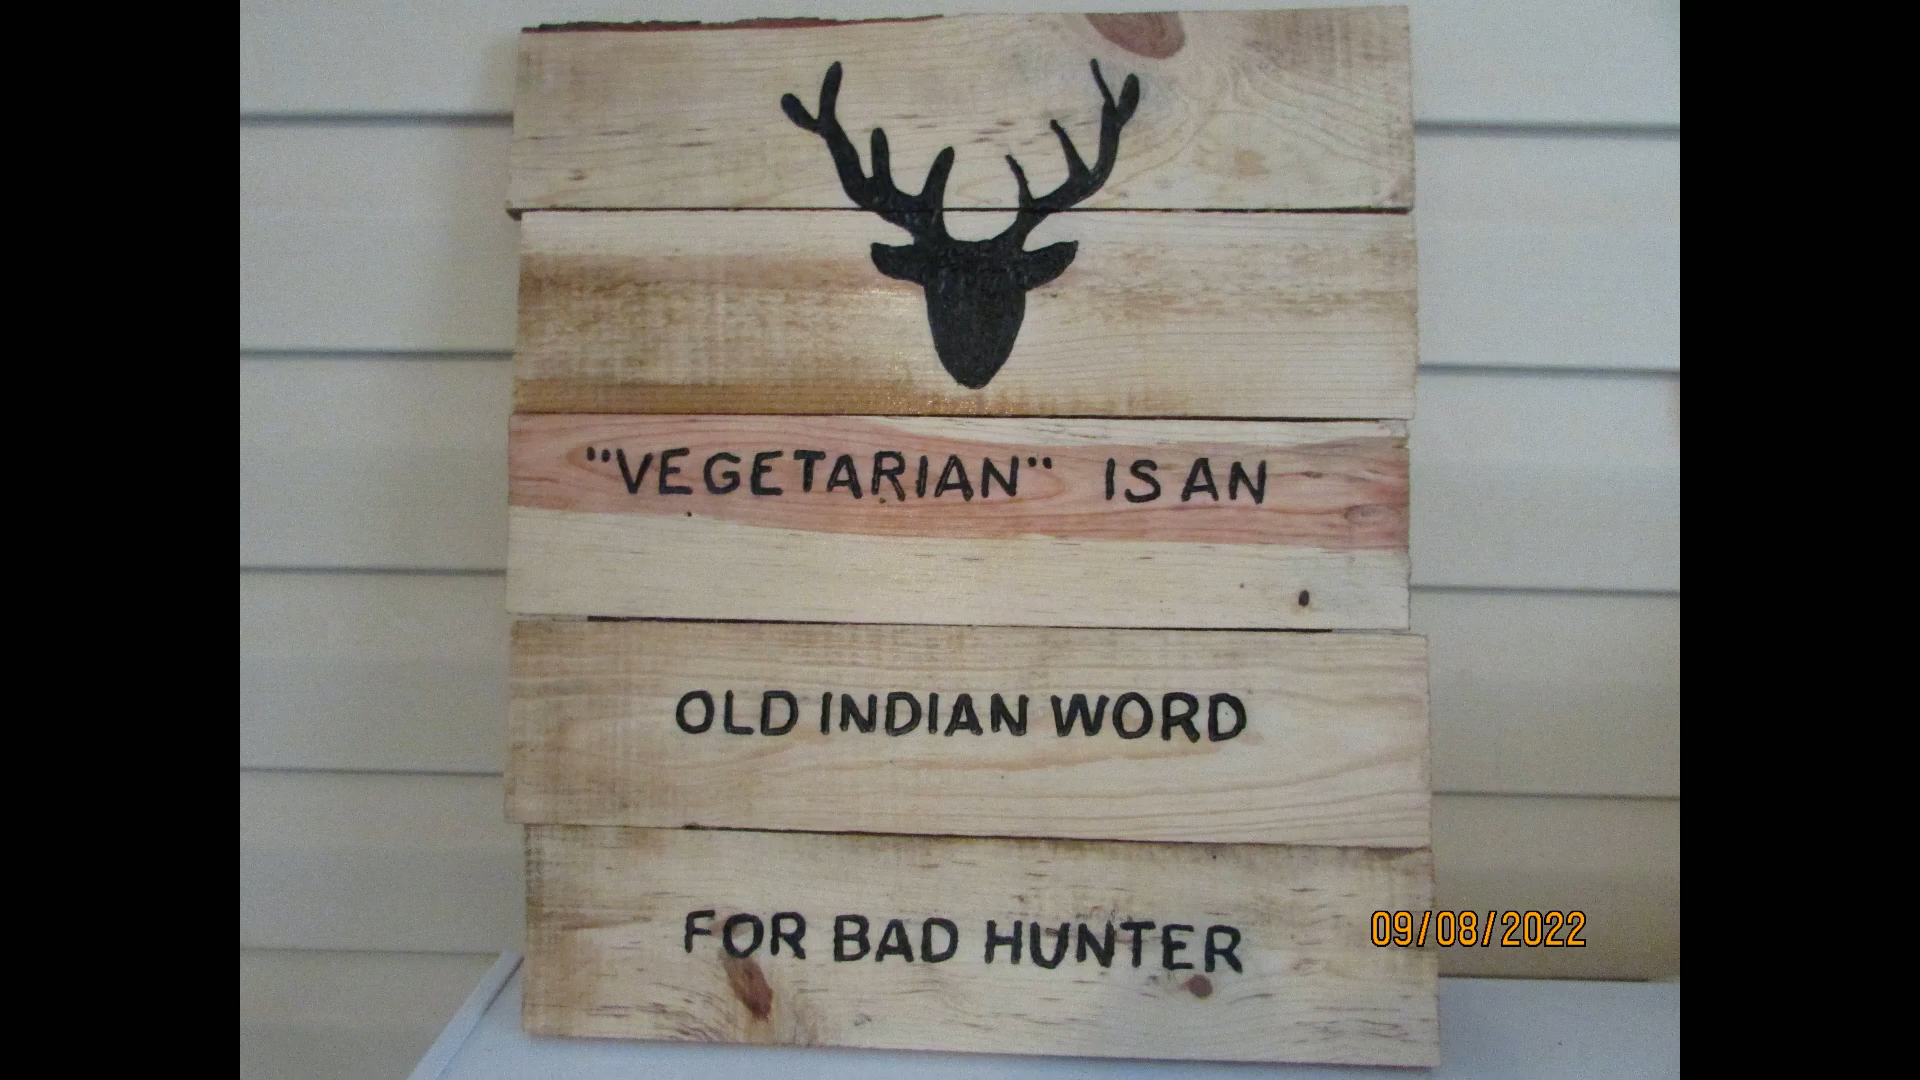 "VEGETARIAN" IS AN
OLD INDIAN WORD
FOR BAD HUNTER
09/08/2022